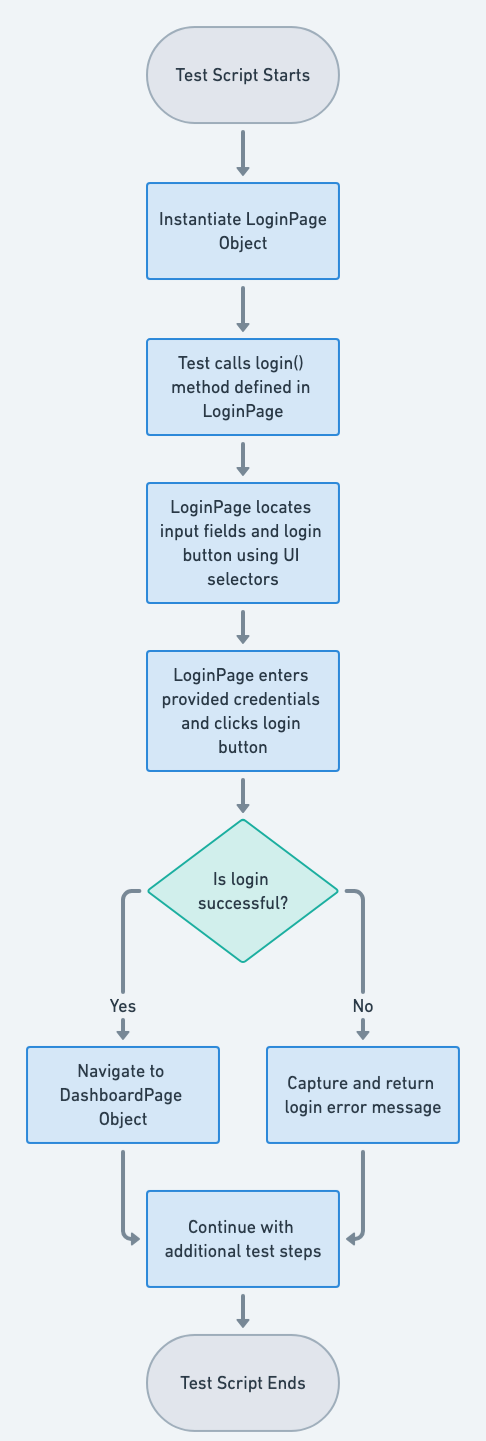 Test Script Starts
Instantiate LoginPage
Object
Test calls login()
method defined in
LoginPage
LoginPage locates
input fields and login
button using UI
selectors
LoginPage enters
provided credentials
and clicks login
button
Is login
successful?
Yes
No
Navigate to
DashboardPage
Object
Capture and return
login error message
Continue with
additional test steps
Test Script Ends